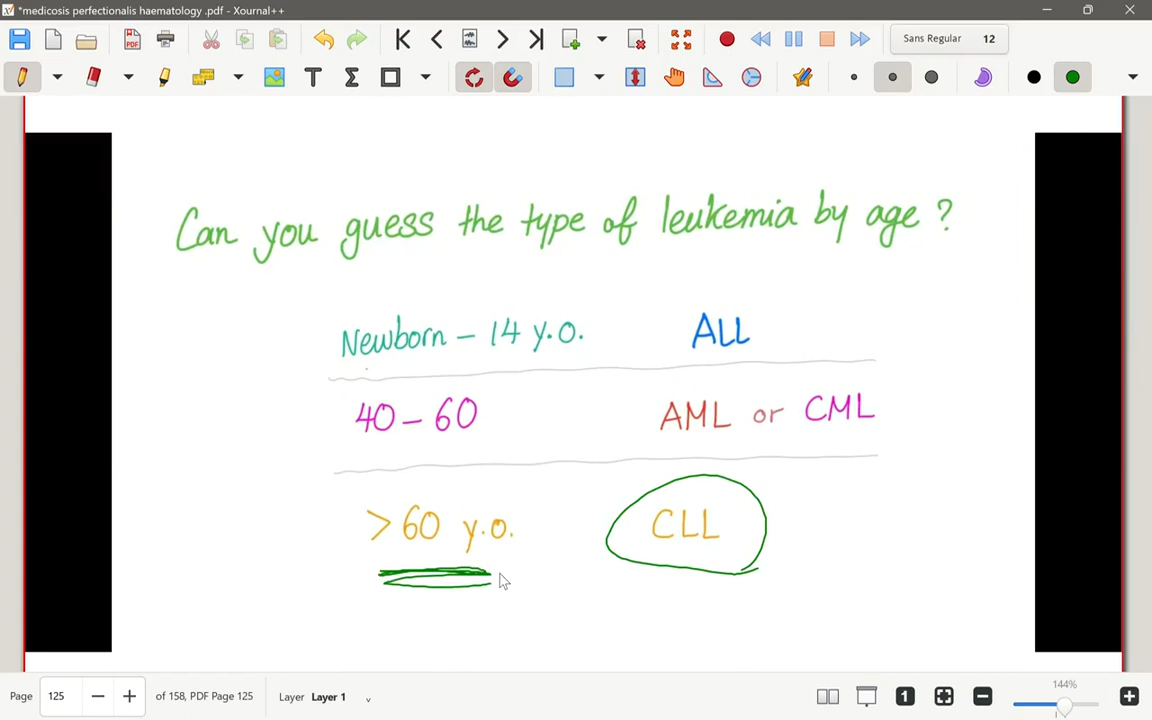 *medicosis perfectionalis haematology .pdf - Xournal++
Sans Regular 12
Can you guess the type of leukemia by age ?
Newborn – 14 y.o. ALL
40 – 60 AML or CML
>60 y.o. CLL
Page 125 of 158, PDF Page 125 Layer Layer 1 144%